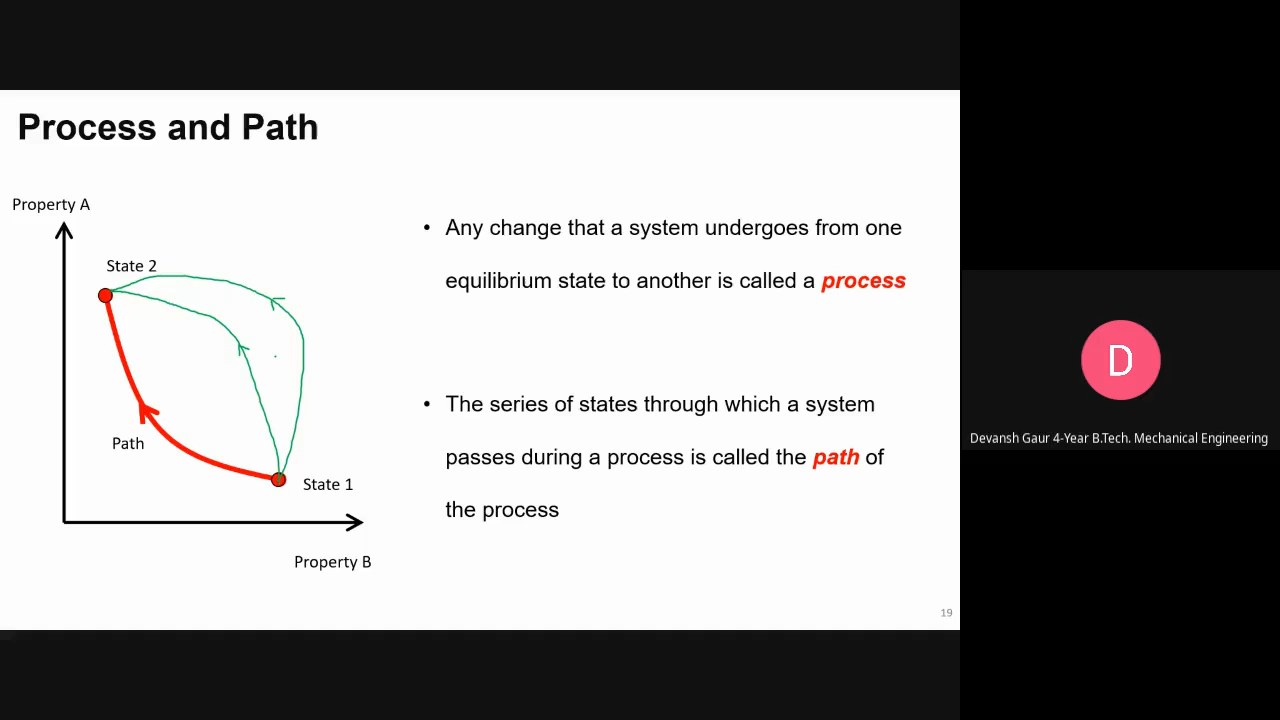 Process and Path
Property A
State 2
Path
State 1
Property B
• Any change that a system undergoes from one
equilibrium state to another is called a process
• The series of states through which a system
passes during a process is called the path of
the process
19
D
Devansh Gaur 4-Year B.Tech. Mechanical Engineering